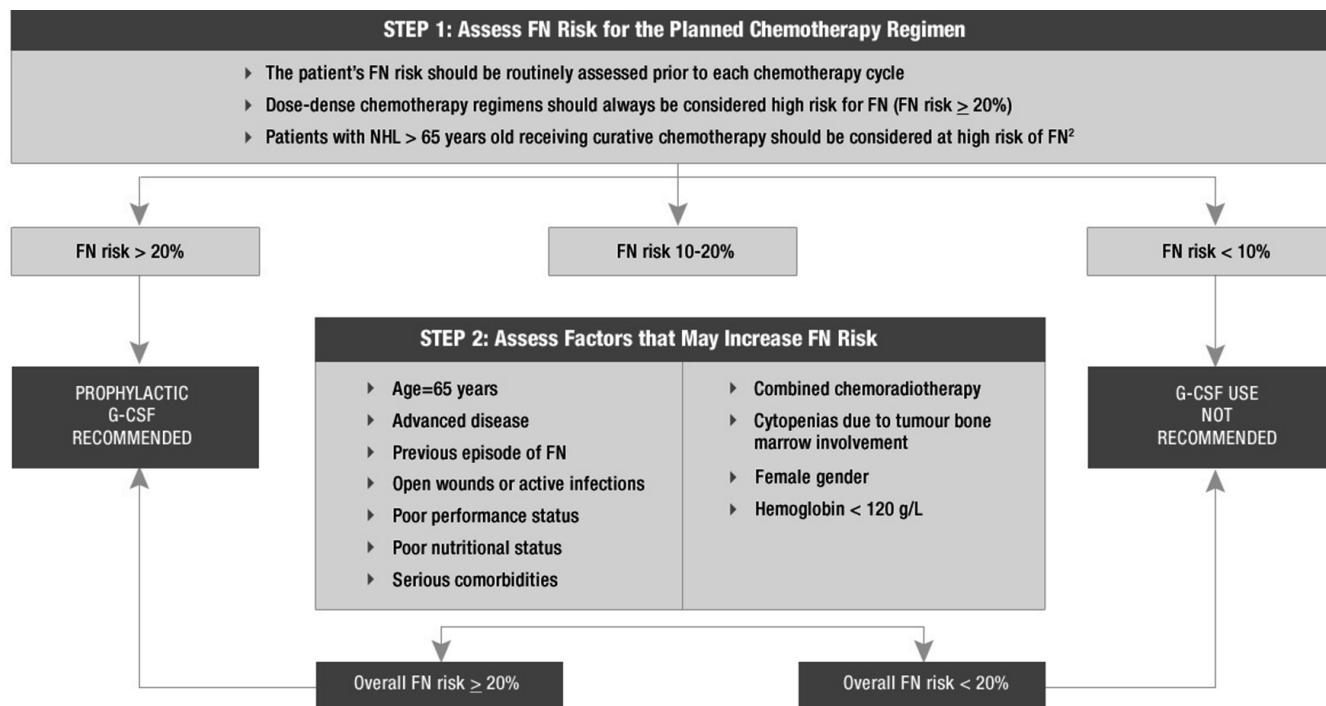 STEP 1: Assess FN Risk for the Planned Chemotherapy Regimen
The patient’s FN risk should be routinely assessed prior to each chemotherapy cycle
Dose-dense chemotherapy regimens should always be considered high risk for FN (FN risk ≥ 20%)
Patients with NHL > 65 years old receiving curative chemotherapy should be considered at high risk of FN²
FN risk > 20%
FN risk 10-20%
FN risk < 10%
STEP 2: Assess Factors that May Increase FN Risk
PROPHYLACTIC
G-CSF
RECOMMENDED
Age=65 years
Advanced disease
Previous episode of FN
Open wounds or active infections
Poor performance status
Poor nutritional status
Serious comorbidities
Combined chemoradiotherapy
Cytopenias due to tumour bone
marrow involvement
Female gender
Hemoglobin < 120 g/L
G-CSF USE
NOT
RECOMMENDED
Overall FN risk ≥ 20%
Overall FN risk < 20%